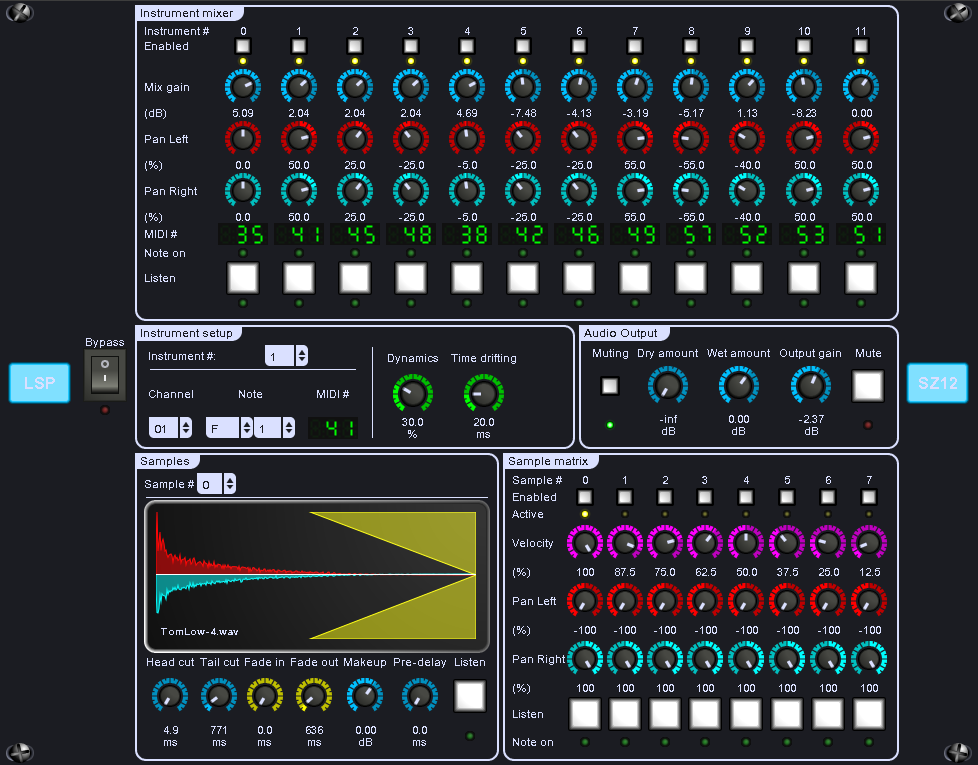 Instrument mixer
Instrument # 0 1 2 3 4 5 6 7 8 9 10 11
Enabled
Mix gain
(dB) 5.09 2.04 2.04 2.04 4.69 -7.48 -4.13 -3.19 -5.17 1.13 -8.23 0.00
Pan Left
(%) 0.0 50.0 25.0 -25.0 -5.0 -25.0 -25.0 55.0 -55.0 -40.0 50.0 50.0
Pan Right
(%) 0.0 50.0 25.0 -25.0 -5.0 -25.0 -25.0 55.0 -55.0 -40.0 50.0 50.0
MIDI # 35 41 45 48 38 42 46 49 57 52 53 51
Note on
Listen
LSP
Bypass
Instrument setup
Instrument #: 1
Channel Note MIDI #
01 F 1 41
Dynamics Time drifting
30.0 20.0
% ms
Audio Output
Muting Dry amount Wet amount Output gain Mute
-inf 0.00 -2.37
dB dB dB
SZ12
Samples
Sample # 0
TomLow-4.wav
Head cut Tail cut Fade in Fade out Makeup Pre-delay Listen
4.9 771 0.0 636 0.00 0.0
ms ms ms ms dB ms
Sample matrix
Sample # 0 1 2 3 4 5 6 7
Enabled
Active
Velocity
(%) 100 87.5 75.0 62.5 50.0 37.5 25.0 12.5
Pan Left
(%) -100 -100 -100 -100 -100 -100 -100 -100
Pan Right
(%) 100 100 100 100 100 100 100 100
Listen
Note on